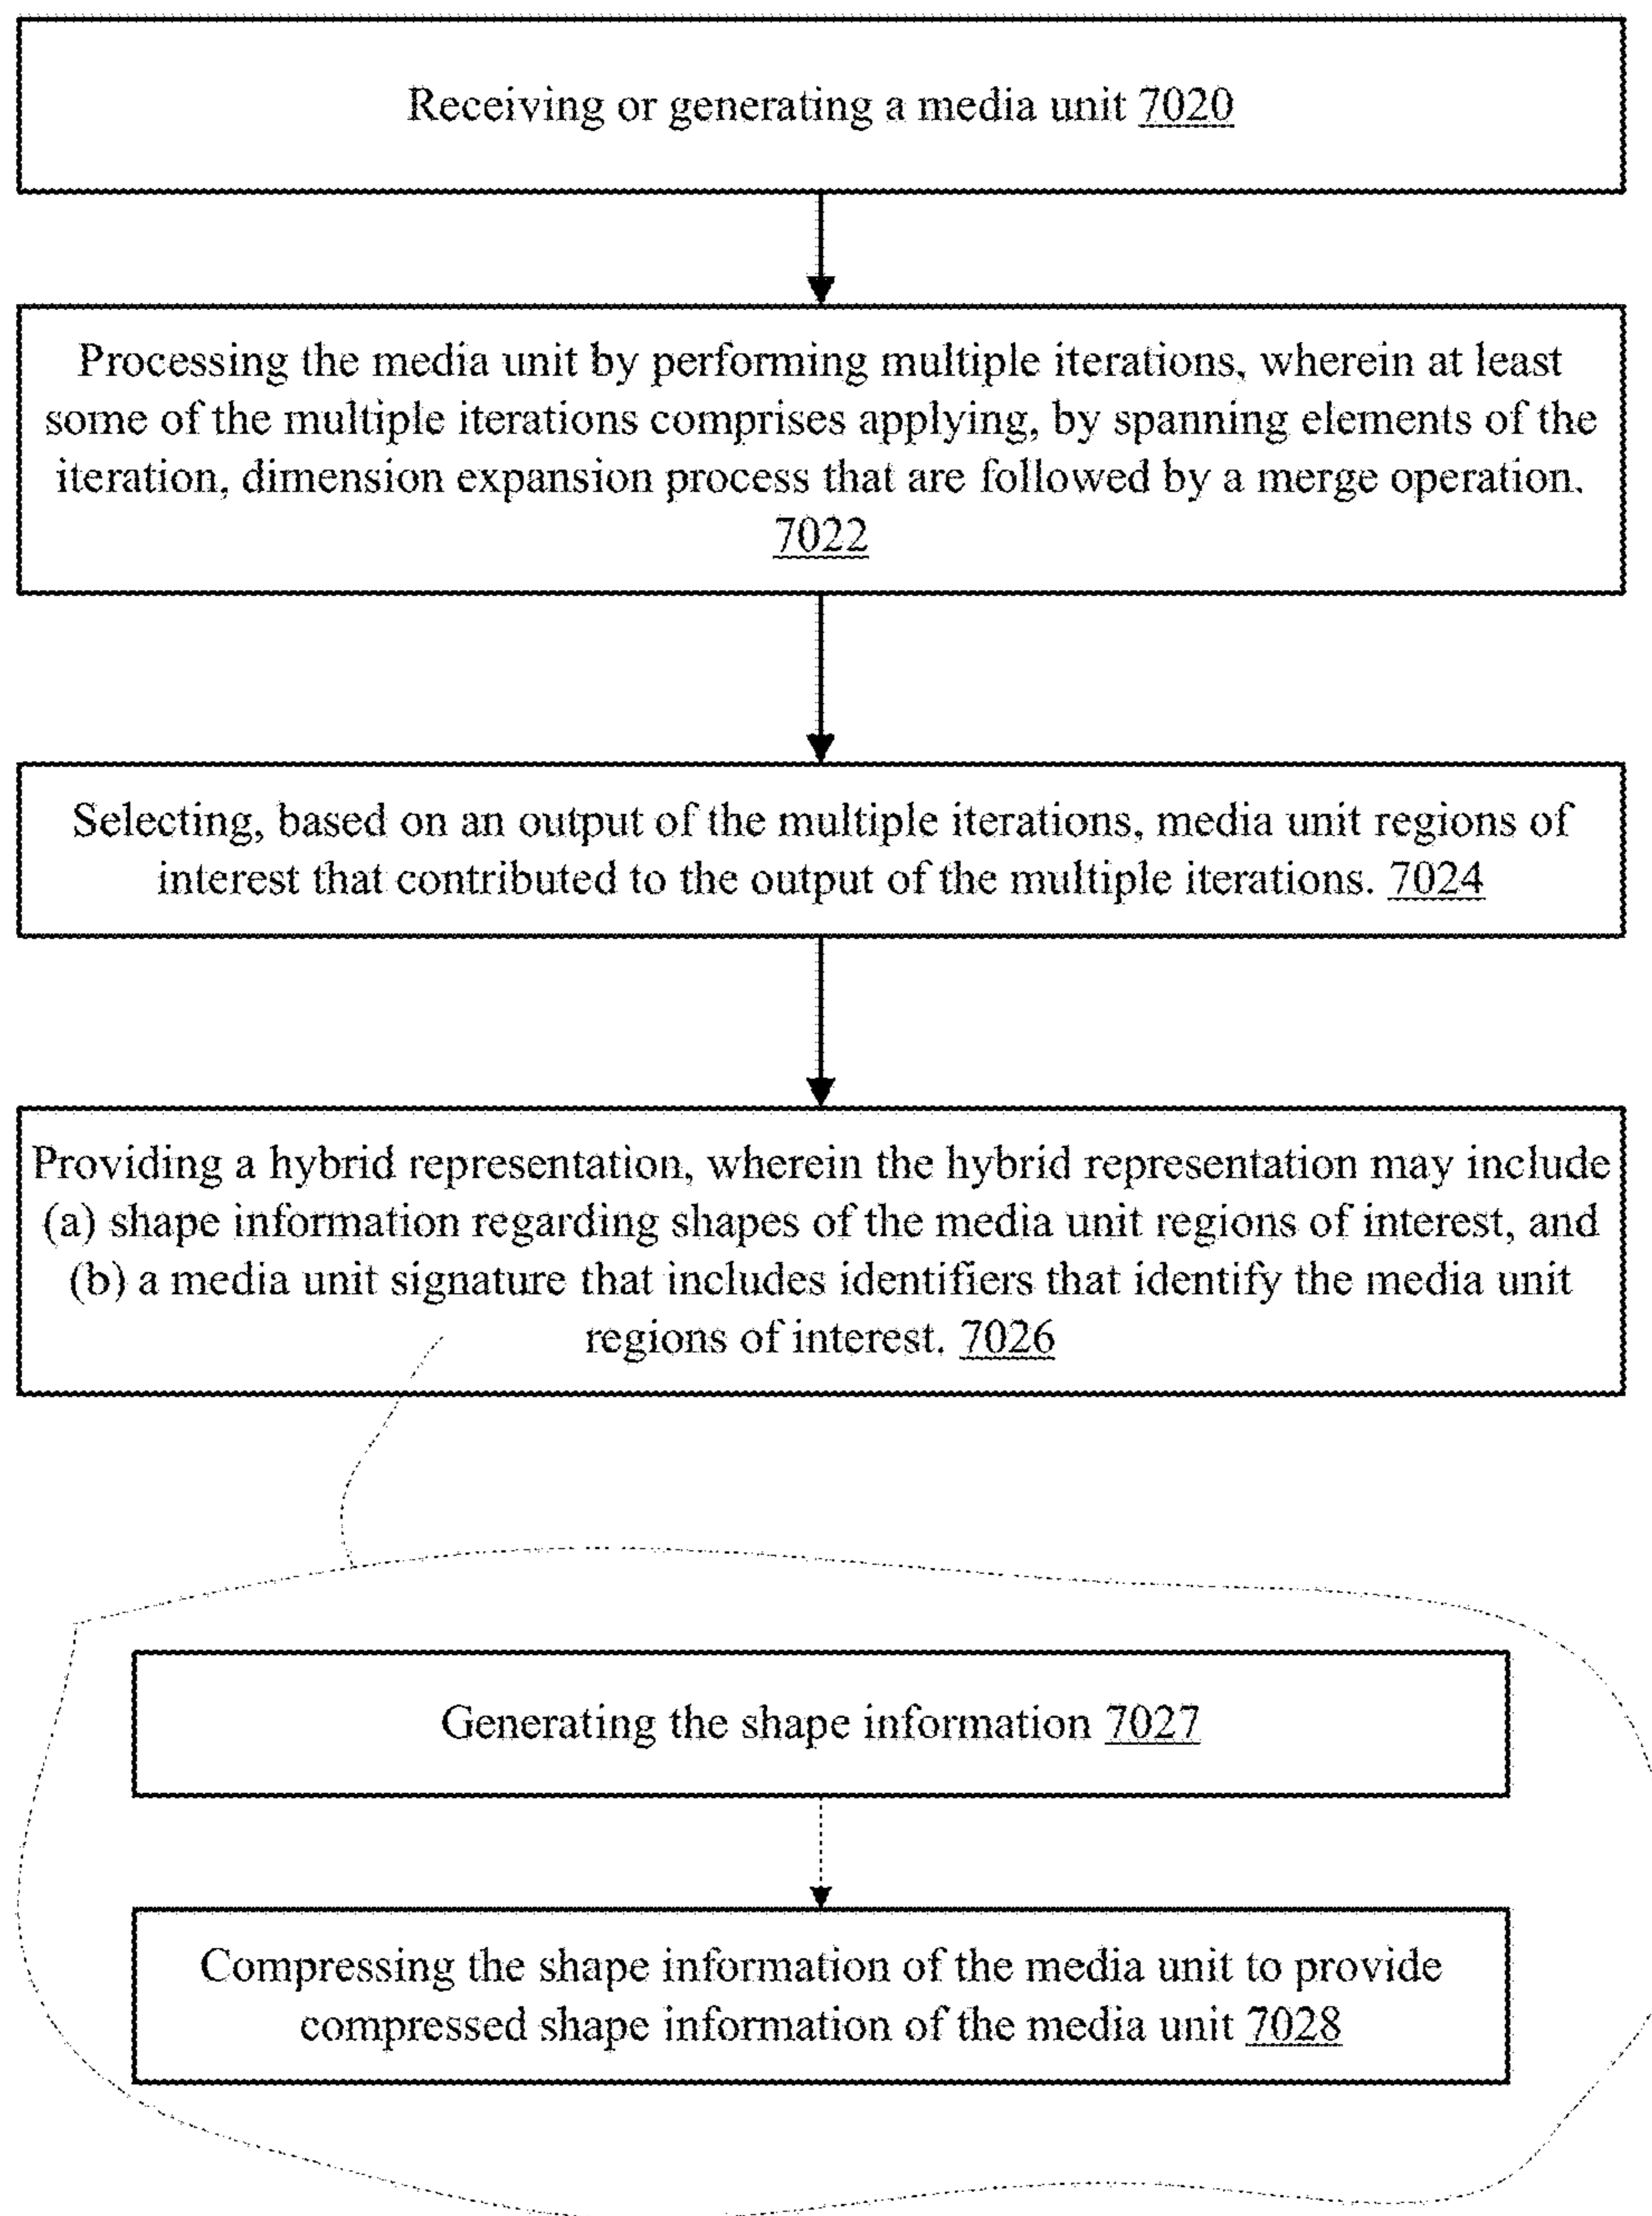 Receiving or generating a media unit 7020
Processing the media unit by performing multiple iterations, wherein at least
some of the multiple iterations comprises applying, by spanning elements of the
iteration, dimension expansion process that are followed by a merge operation.
7022
Selecting, based on an output of the multiple iterations, media unit regions of
interest that contributed to the output of the multiple iterations. 7024
Providing a hybrid representation, wherein the hybrid representation may include
(a) shape information regarding shapes of the media unit regions of interest, and
(b) a media unit signature that includes identifiers that identify the media unit
regions of interest. 7026
Generating the shape information 7027
Compressing the shape information of the media unit to provide
compressed shape information of the media unit 7028